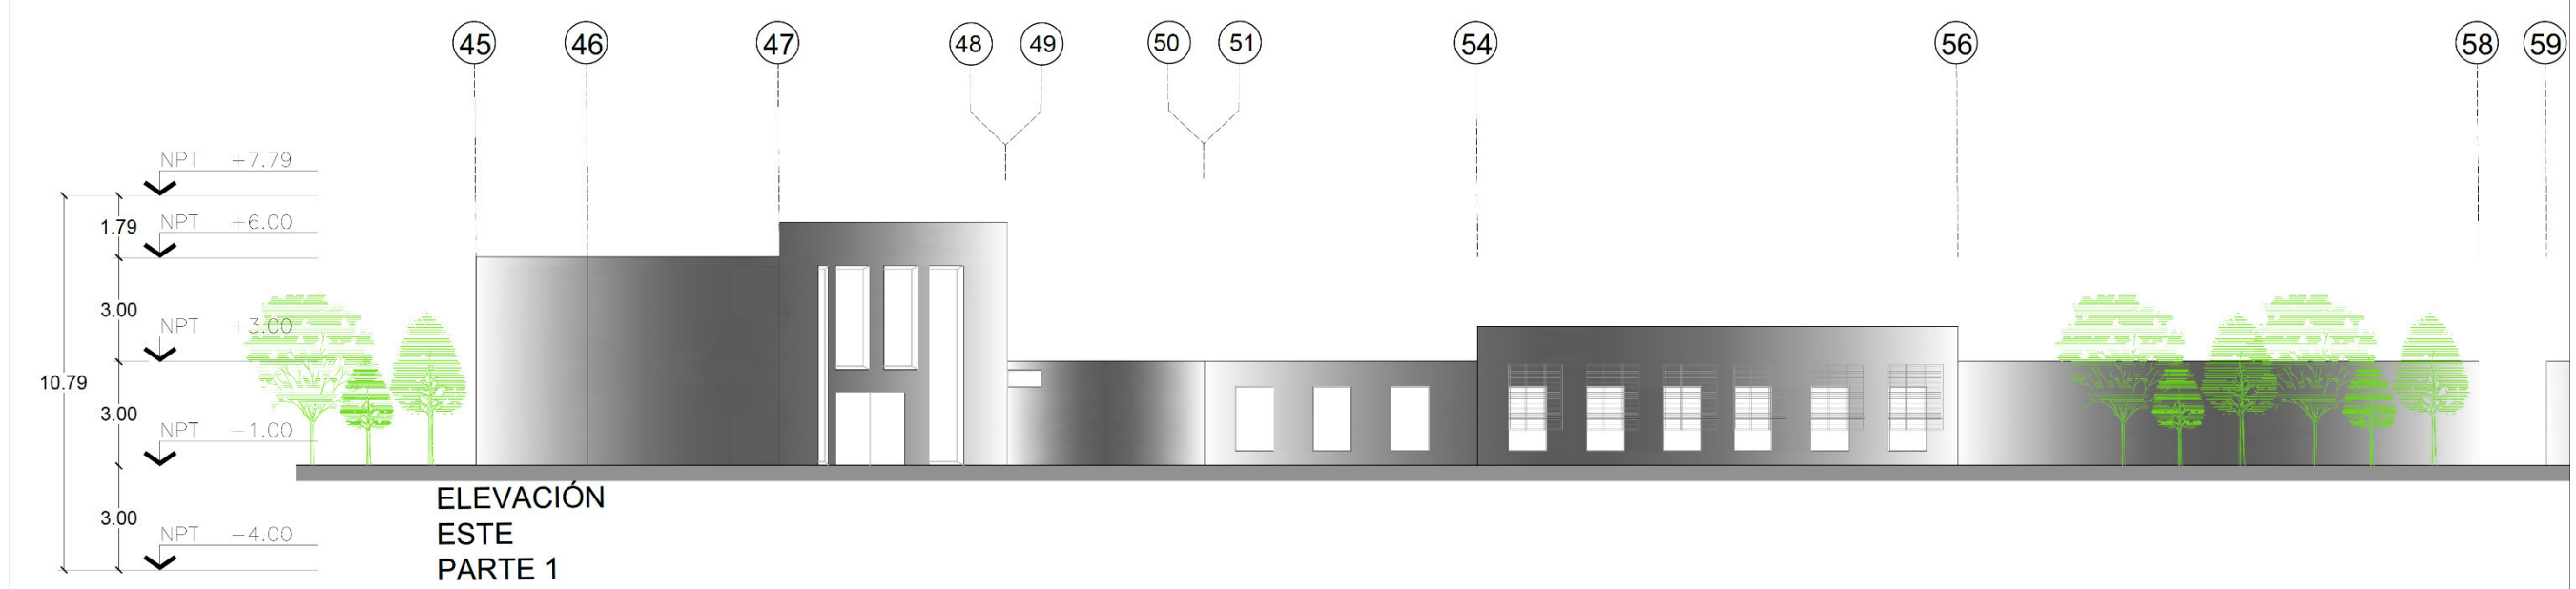 45 46 47 48 49 50 51 54 56 58 59
NPT +7.79
1.79
NPT +6.00
3.00
NPT +3.00
10.79
3.00
NPT −1.00
3.00
NPT −4.00
ELEVACIÓN
ESTE
PARTE 1